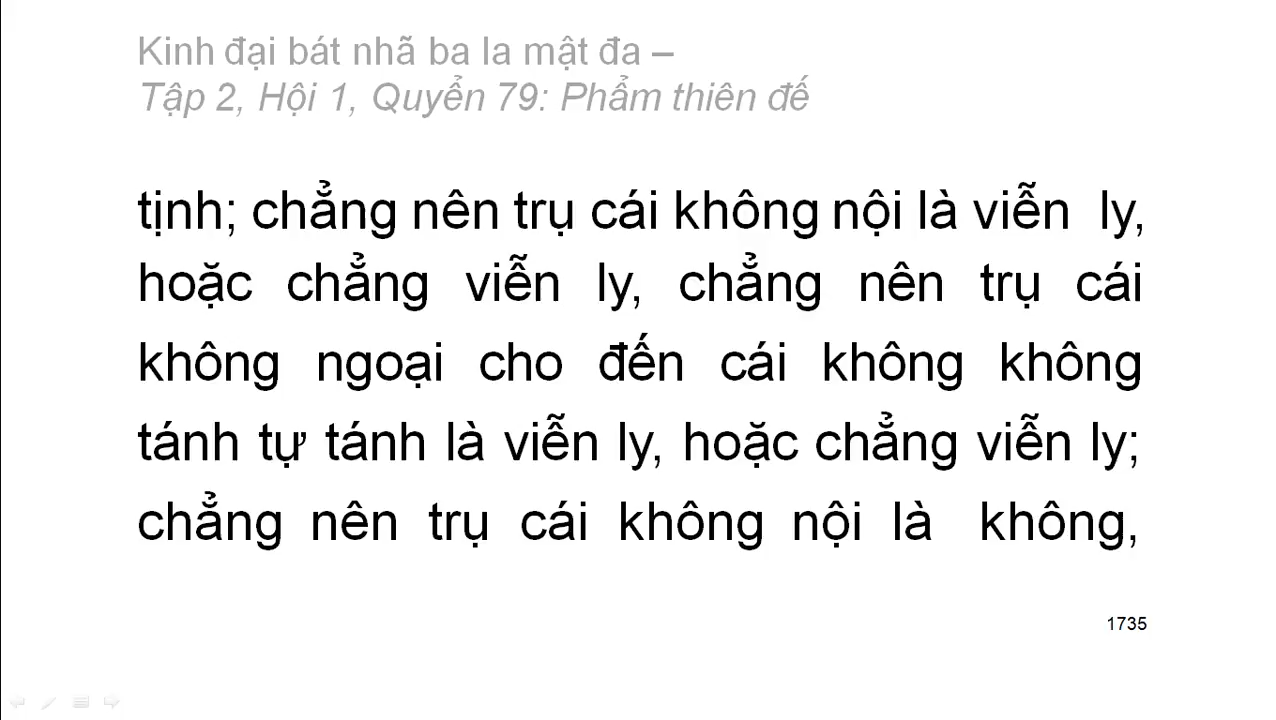 Kinh đại bát nhã ba la mật đa –
Tập 2, Hội 1, Quyển 79: Phẩm thiên đế
tịnh; chẳng nên trụ cái không nội là viễn ly,
hoặc chẳng viễn ly, chẳng nên trụ cái
không ngoại cho đến cái không không
tánh tự tánh là viễn ly, hoặc chẳng viễn ly;
chẳng nên trụ cái không nội là không,
1735